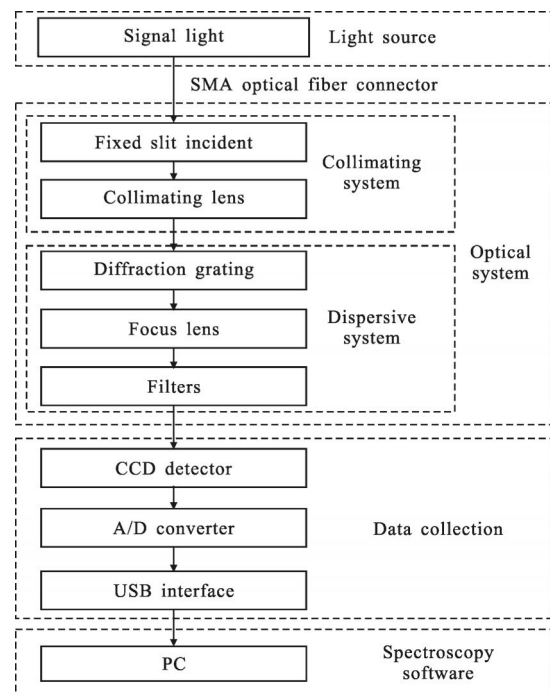 Signal light
Light source
SMA optical fiber connector
Fixed slit incident
Collimating lens
Collimating
system
Diffraction grating
Focus lens
Filters
Dispersive
system
Optical
system
CCD detector
A/D converter
USB interface
Data collection
PC
Spectroscopy
software